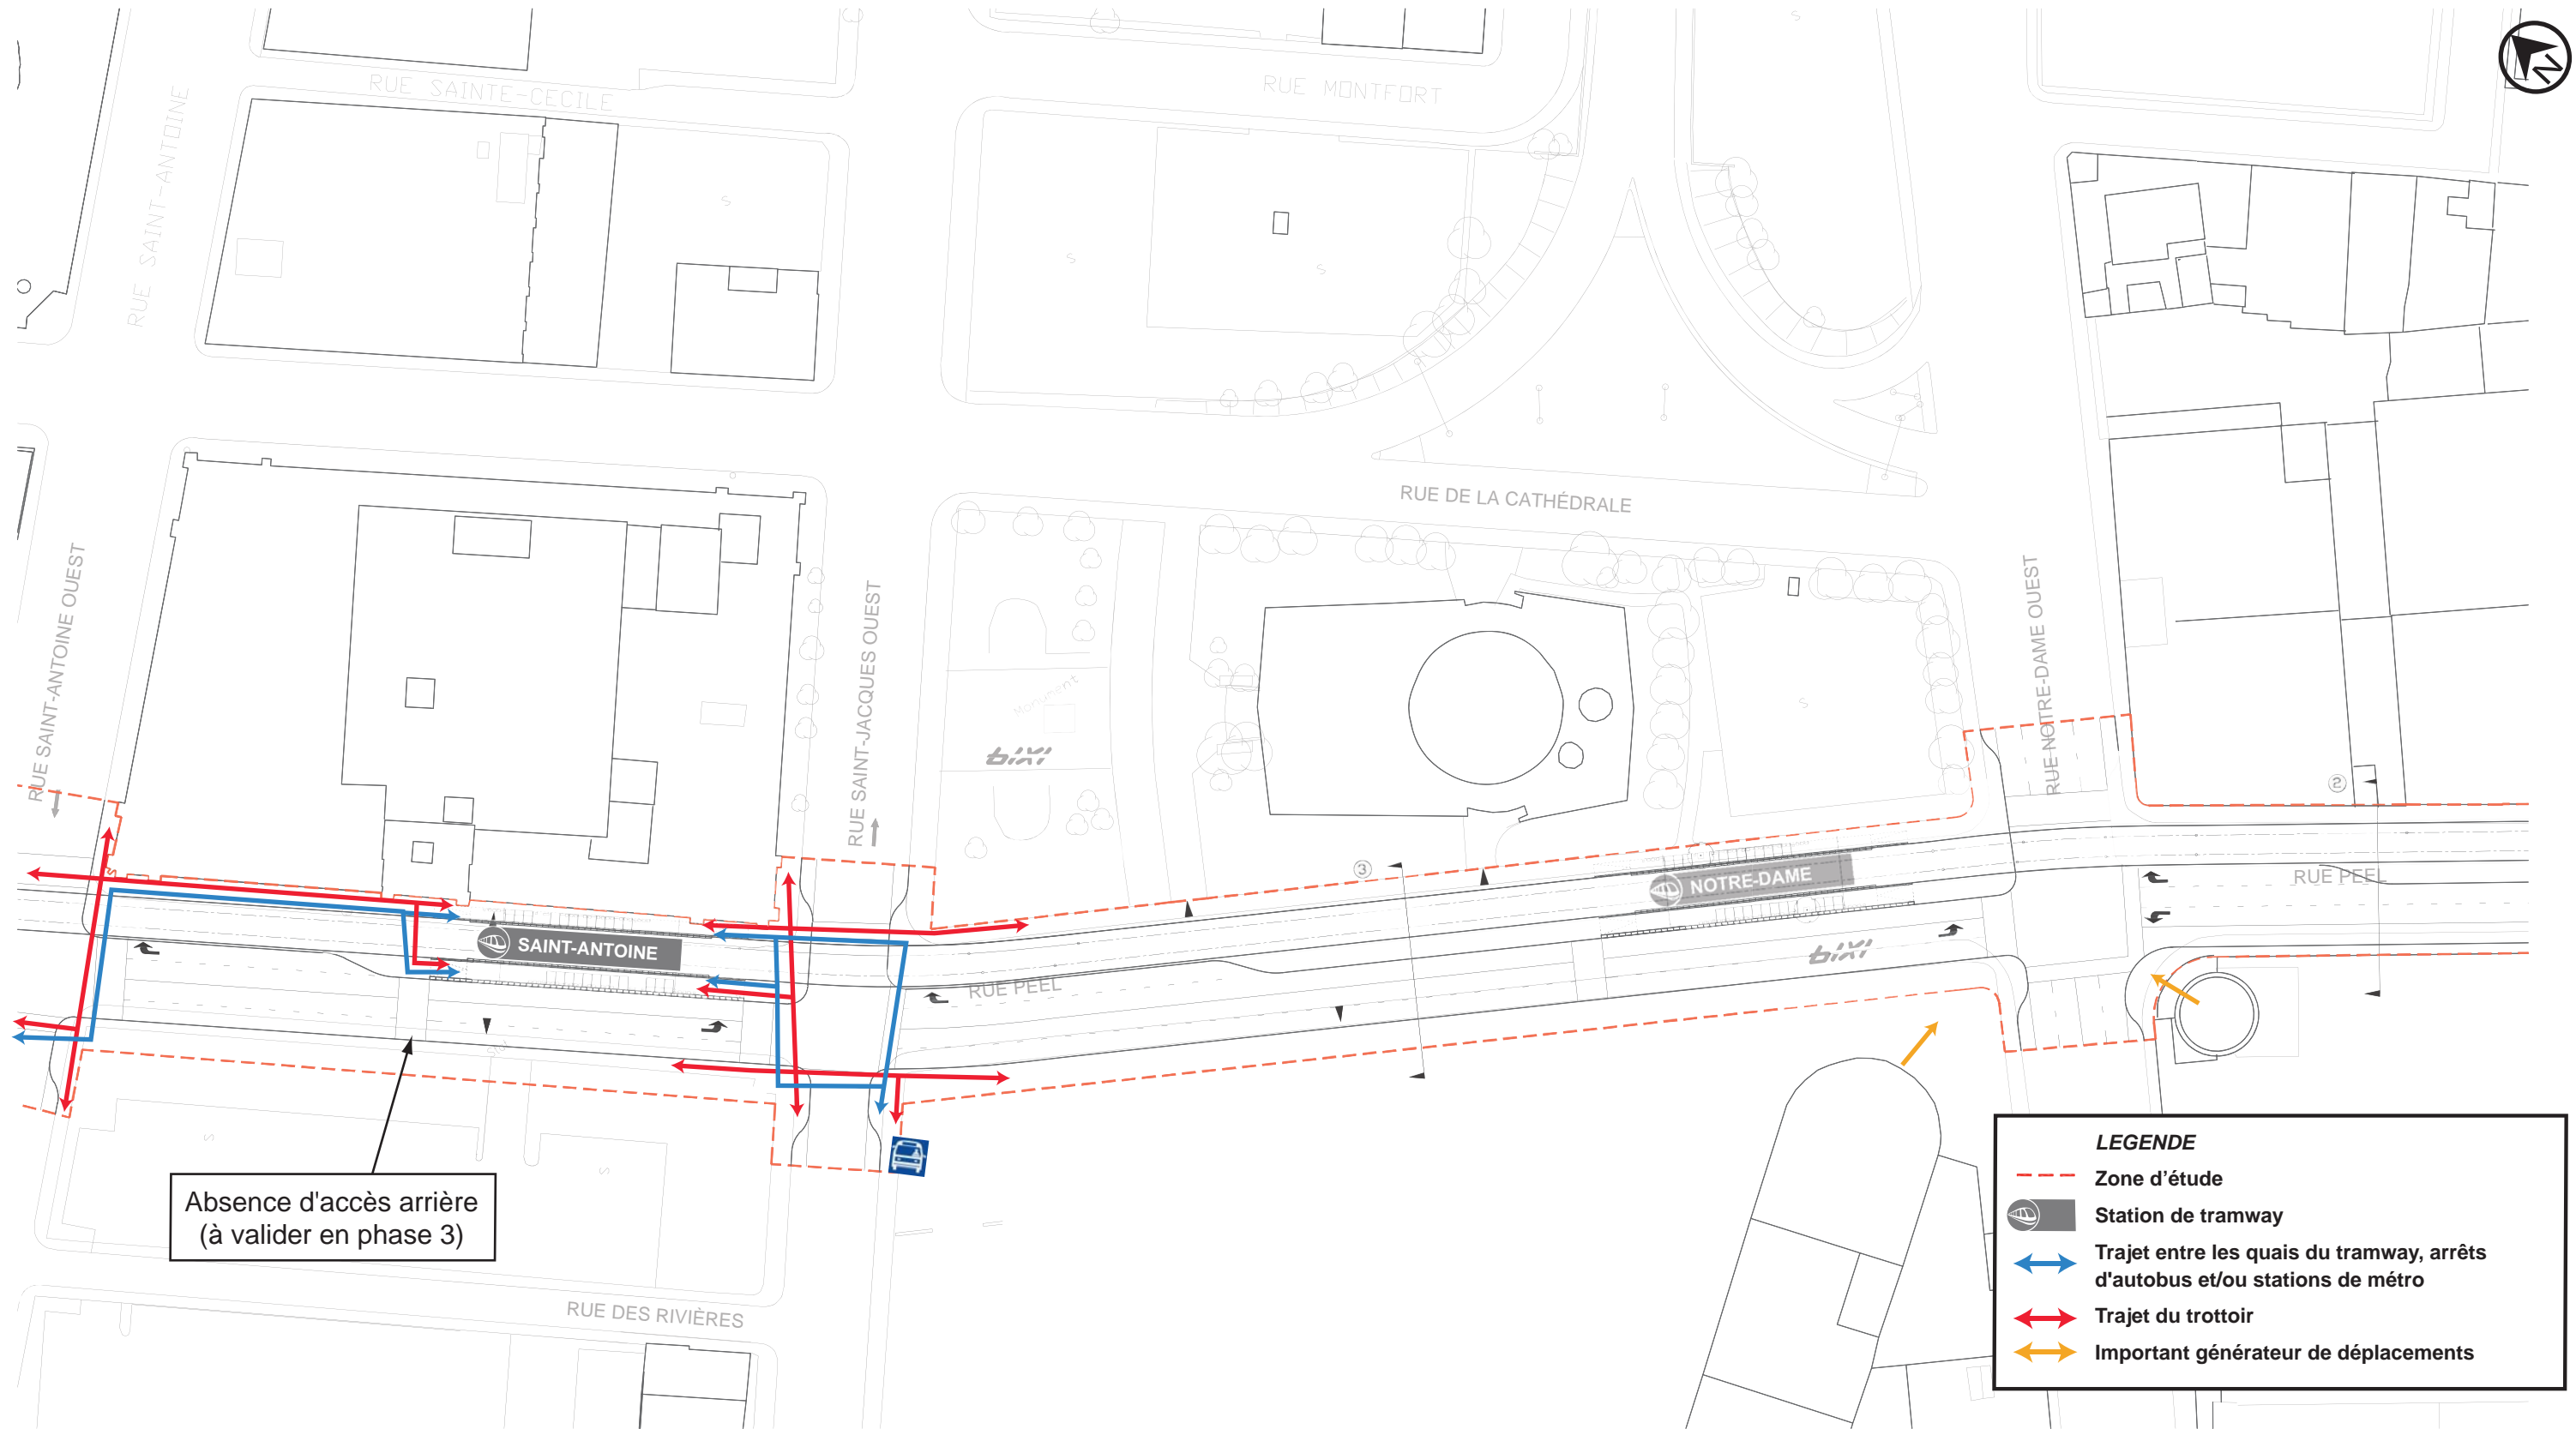 RUE SAINTE-CECILE
RUE MONTFORT
N
RUE SAINT-ANTOINE
S
S
S
S
RUE DE LA CATHÉDRALE
RUE SAINT-ANTOINE OUEST
RUE SAINT-JACQUES OUEST
RUE NOTRE-DAME OUEST
Monument
S
bixi
2
3
NOTRE-DAME
RUE PEEL
SAINT-ANTOINE
bixi
RUE PEEL
S
S
Absence d'accès arrière
(à valider en phase 3)
RUE DES RIVIÈRES
LEGENDE
Zone d'étude
Station de tramway
Trajet entre les quais du tramway, arrêts
d'autobus et/ou stations de métro
Trajet du trottoir
Important générateur de déplacements